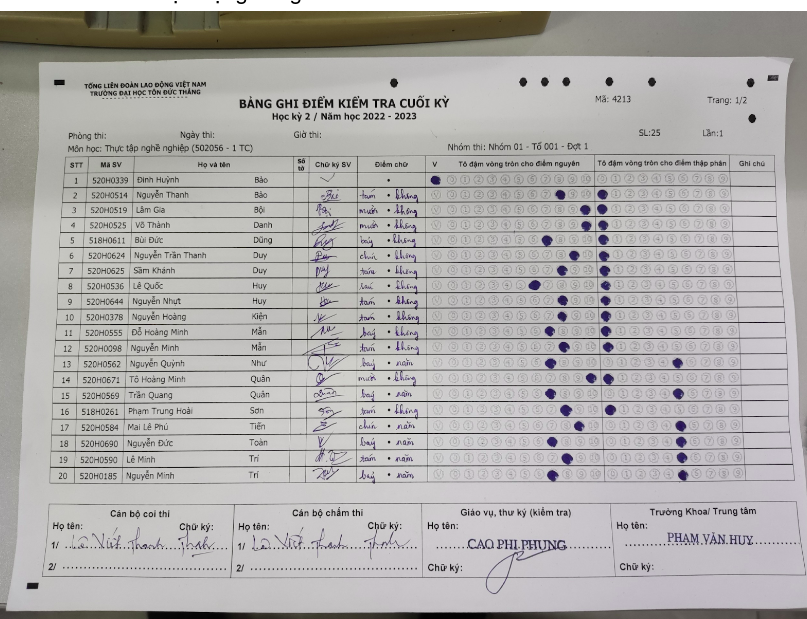 TỔNG LIÊN ĐOÀN LAO ĐỘNG VIỆT NAM
TRƯỜNG ĐẠI HỌC TÔN ĐỨC THẮNG
BẢNG GHI ĐIỂM KIỂM TRA CUỐI KỲ
Học kỳ 2 / Năm học 2022 - 2023
Mã: 4213 Trang: 1/2
Phòng thi: Ngày thi: Giờ thi: SL:25 Lần:1
Môn học: Thực tập nghề nghiệp (502056 - 1 TC) Nhóm thi: Nhóm 01 - Tổ 001 - Đợt 1
STT Mã SV Họ và tên Số tờ Chữ ký SV Điểm chữ V Tô đậm vòng tròn cho điểm nguyên Tô đậm vòng tròn cho điểm thập phân Ghi chú
1 520H0339 Đinh Huỳnh Bảo
2 520H0514 Nguyễn Thanh Bảo tám • không
3 520H0519 Lâm Gia Bội mười • không
4 520H0525 Võ Thành Danh mười • không
5 518H0611 Bùi Đức Dũng bảy • không
6 520H0624 Nguyễn Trần Thanh Duy chín • không
7 520H0625 Sầm Khánh Duy tám • không
8 520H0536 Lê Quốc Huy sáu • không
9 520H0644 Nguyễn Nhựt Huy tám • không
10 520H0378 Nguyễn Hoàng Kiện tám • không
11 520H0555 Đỗ Hoàng Minh Mẫn bảy • không
12 520H0098 Nguyễn Minh Mẫn tám • không
13 520H0562 Nguyễn Quỳnh Như bảy • năm
14 520H0671 Tô Hoàng Minh Quân mười • không
15 520H0569 Trần Quang Quân bảy • năm
16 518H0261 Phạm Trung Hoài Sơn tám • không
17 520H0584 Mai Lê Phú Tiến chín • năm
18 520H0690 Nguyễn Đức Toàn bảy • năm
19 520H0590 Lê Minh Trí tám • năm
20 520H0185 Nguyễn Minh Trí bảy • năm
Cán bộ coi thi Cán bộ chấm thi Giáo vụ, thư ký (kiểm tra) Trưởng Khoa/ Trung tâm
Họ tên: Chữ ký: Họ tên: Chữ ký: Họ tên: Họ tên:
1/ Lê Viết Thanh 1/ Lê Viết Thanh CAO PHI PHỤNG PHẠM VĂN HUY
2/ 2/ Chữ ký: Chữ ký: